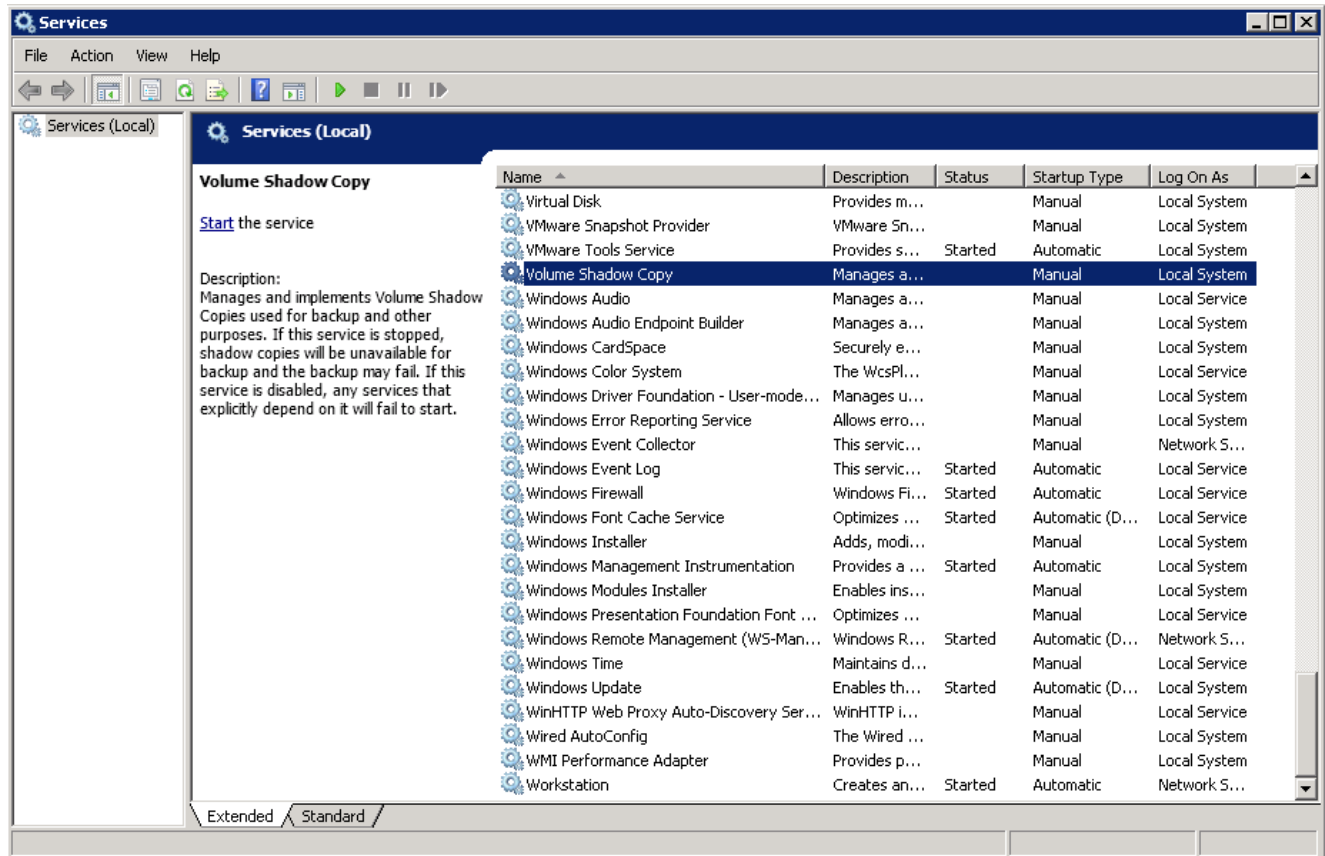 Services
File Action View Help
Services (Local)
Services (Local)
Volume Shadow Copy
Start the service
Description:
Manages and implements Volume Shadow
Copies used for backup and other
purposes. If this service is stopped,
shadow copies will be unavailable for
backup and the backup may fail. If this
service is disabled, any services that
explicitly depend on it will fail to start.
Name Description Status Startup Type Log On As
Virtual Disk Provides m... Manual Local System
VMware Snapshot Provider VMware Sn... Manual Local System
VMware Tools Service Provides s... Started Automatic Local System
Volume Shadow Copy Manages a... Manual Local System
Windows Audio Manages a... Manual Local Service
Windows Audio Endpoint Builder Manages a... Manual Local System
Windows CardSpace Securely e... Manual Local System
Windows Color System The WcsPl... Manual Local Service
Windows Driver Foundation - User-mode... Manages u... Manual Local System
Windows Error Reporting Service Allows erro... Manual Local System
Windows Event Collector This servic... Manual Network S...
Windows Event Log This servic... Started Automatic Local Service
Windows Firewall Windows Fi... Started Automatic Local Service
Windows Font Cache Service Optimizes ... Started Automatic (D... Local Service
Windows Installer Adds, modi... Manual Local System
Windows Management Instrumentation Provides a ... Started Automatic Local System
Windows Modules Installer Enables ins... Manual Local System
Windows Presentation Foundation Font ... Optimizes ... Manual Local Service
Windows Remote Management (WS-Man... Windows R... Started Automatic (D... Network S...
Windows Time Maintains d... Manual Local Service
Windows Update Enables th... Started Automatic (D... Local System
WinHTTP Web Proxy Auto-Discovery Ser... WinHTTP i... Manual Local Service
Wired AutoConfig The Wired ... Manual Local System
WMI Performance Adapter Provides p... Manual Local System
Workstation Creates an... Started Automatic Network S...
Extended Standard